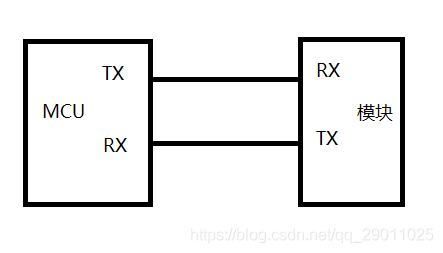 TX
RX
MCU
模块
RX
TX
https://blog.csdn.net/qq_29011025